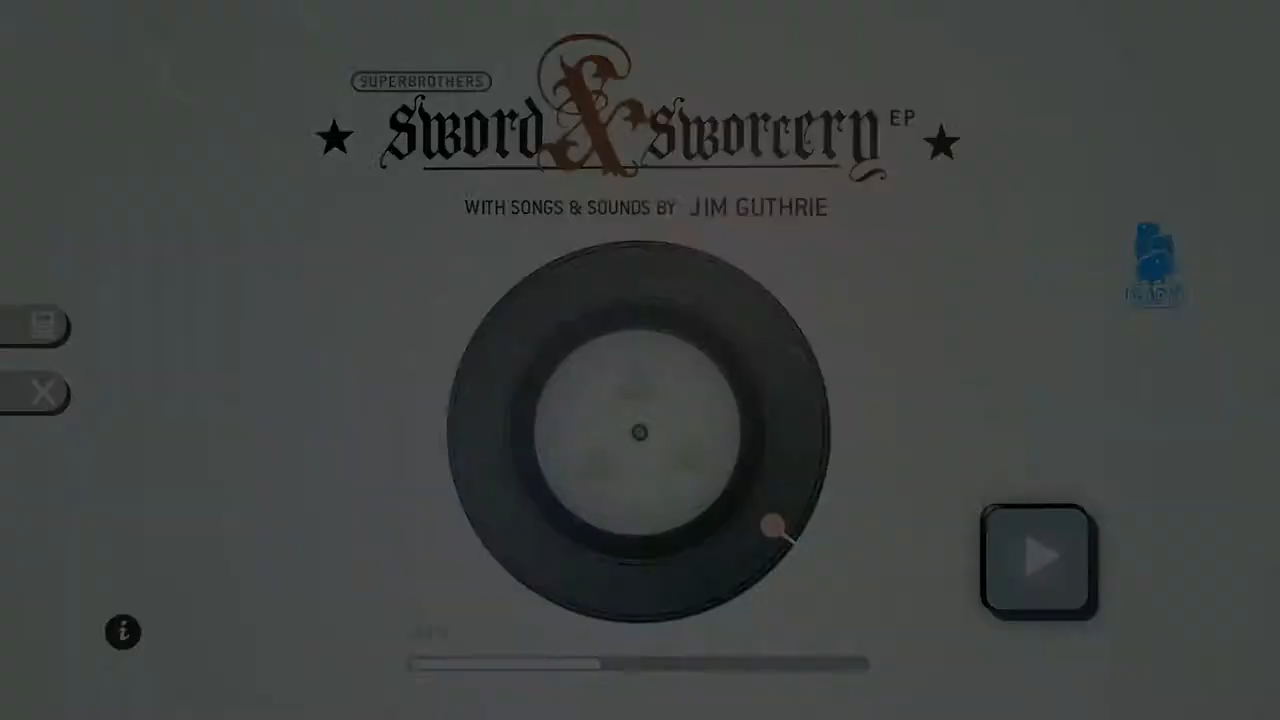 SUPERBROTHERS
Sword & Sworcery EP
WITH SONGS & SOUNDS BY JIM GUTHRIE
i